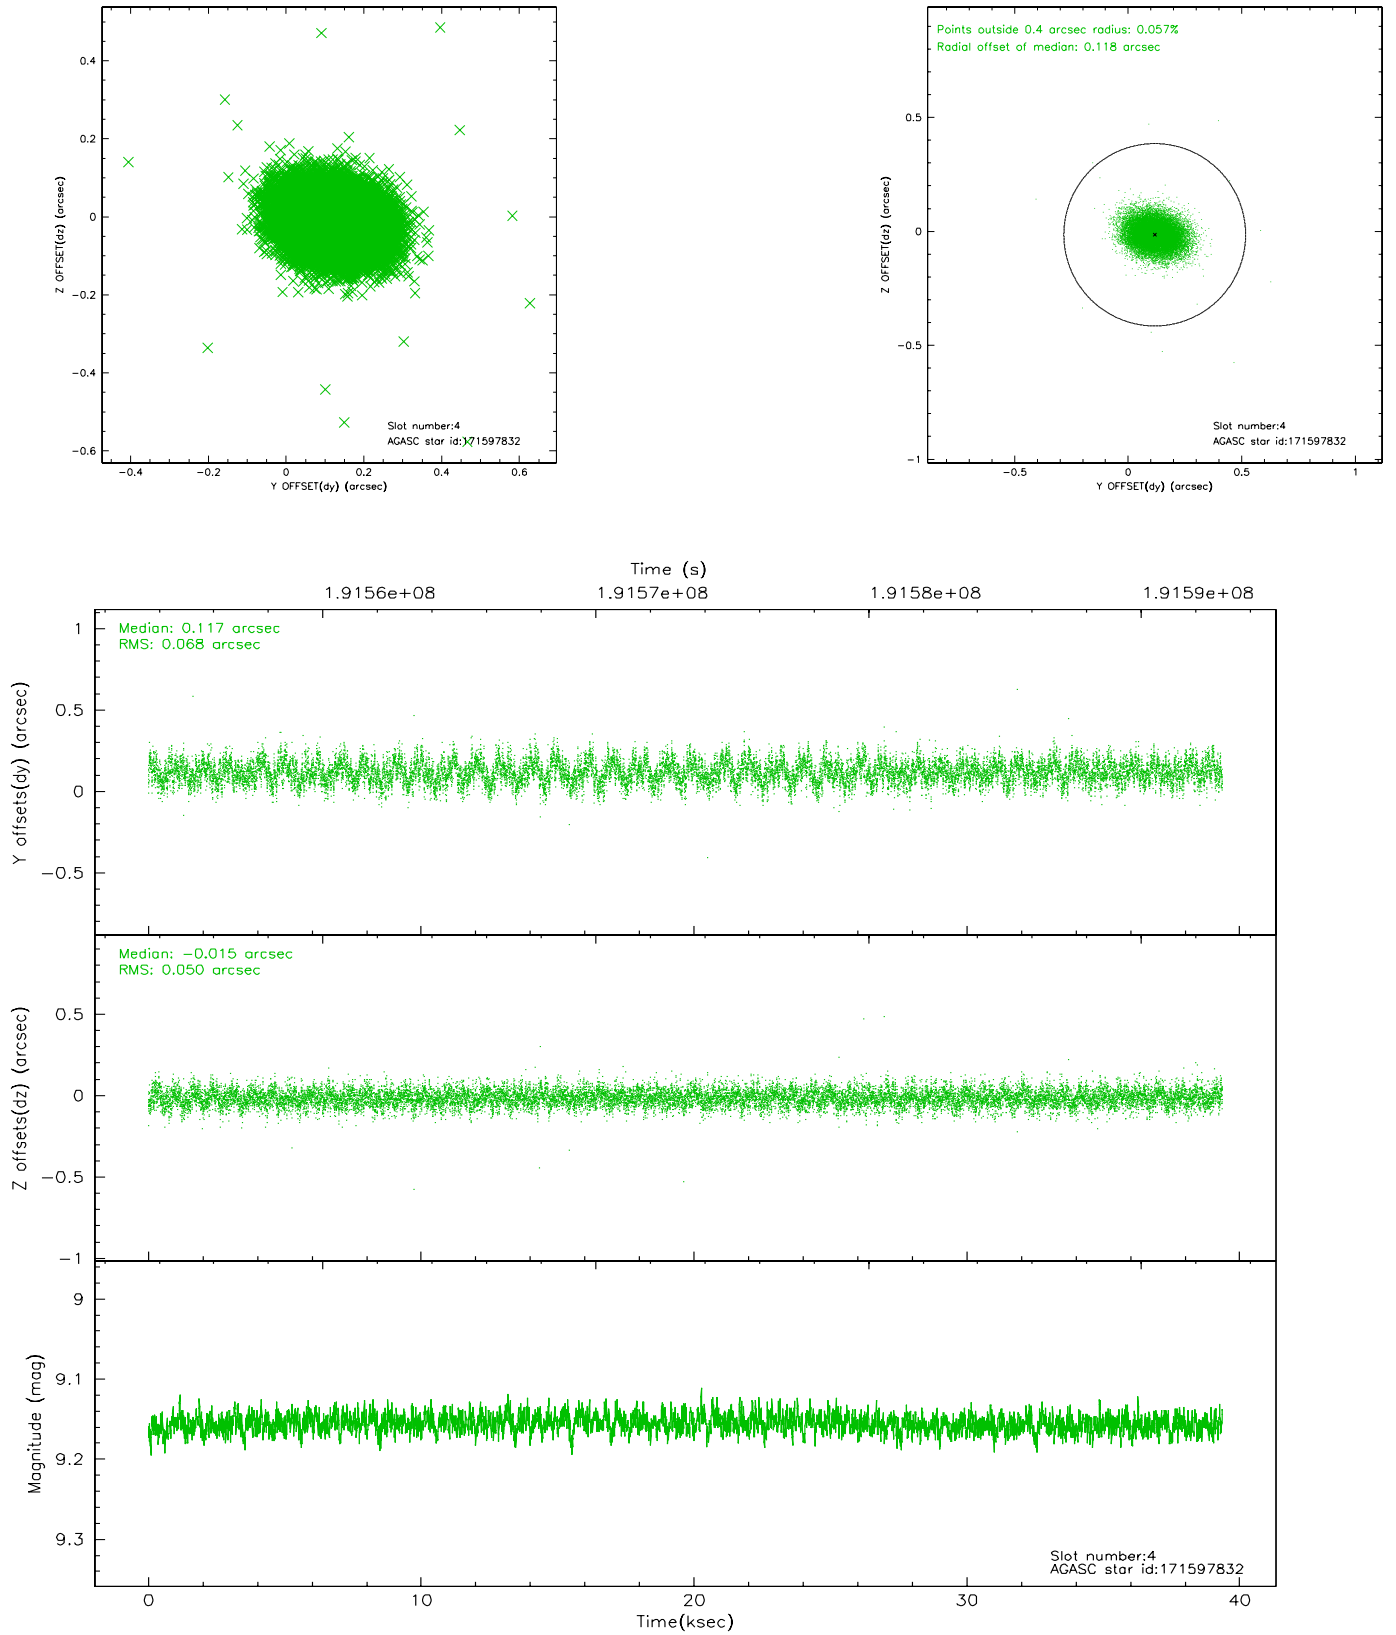 0.4
0.2
0
−0.2
−0.4
−0.6
Z OFFSET(dz) (arcsec)
Slot number:4
AGASC star id:171597832
−0.4
−0.2
0
0.2
0.4
0.6
Y OFFSET(dy) (arcsec)
Points outside 0.4 arcsec radius: 0.057%
Radial offset of median: 0.118 arcsec
0.5
0
−0.5
−1
Z OFFSET(dz) (arcsec)
Slot number:4
AGASC star id:171597832
−0.5
0
0.5
1
Y OFFSET(dy) (arcsec)
Time (s)
1.9156e+08
1.9157e+08
1.9158e+08
1.9159e+08
Median: 0.117 arcsec
RMS: 0.068 arcsec
1
0.5
0
−0.5
Y offsets(dy) (arcsec)
Median: −0.015 arcsec
RMS: 0.050 arcsec
0.5
0
−0.5
−1
Z offsets(dz) (arcsec)
9
9.1
9.2
9.3
Magnitude (mag)
Slot number:4
AGASC star id:171597832
0
10
20
30
40
Time(ksec)